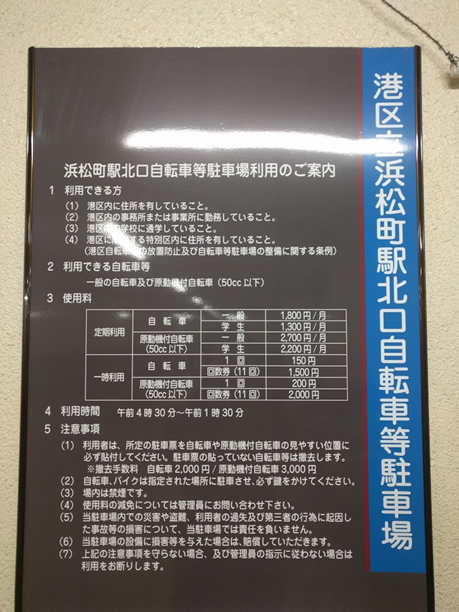 浜松町駅北口自転車等駐車場利用のご案内
1 利用できる方
(1) 港区内に住所を有していること。
(2) 港区内の事務所または事業所に勤務していること。
(3) 港区 学校に通学していること。
(4) 港区に する特別区内に住所を有していること。
(港区自転車 の放置防止及び自転車等駐車場の整備に関する条例)
2 利用できる自転車等
一般の自転車及び原動機付自転車(50cc以下)
3 使用料
定期利用 自転車 一般 1,800円/月
学生 1,300円/月
原動機付自転車(50cc以下) 一般 2,700円/月
学生 2,200円/月
一時利用 自転車 1回 150円
回数券(11回) 1,500円
原動機付自転車(50cc以下) 1回 200円
回数券(11回) 2,000円
4 利用時間 午前4時30分~午前1時30分
5 注意事項
(1) 利用者は、所定の駐車票を自転車や原動機付自転車の見やすい位置に
必ず貼付してください。駐車票の貼っていない自転車等は撤去します。
※撤去手数料 自転車2,000円/原動機付自転車3,000円
(2) 自転車、バイクは指定された場所に駐車させ、必ず鍵をかけてください。
(3) 場内は禁煙です。
(4) 使用料の減免については管理員にお問い合わせ下さい。
(5) 当駐車場内での災害や盗難、利用者の過失及び第三者の行為に起因し
た事故等の損害について、当駐車場では責任を負いません。
(6) 当駐車場の設備に損害等を与えた場合は、賠償していただきます。
(7) 上記の注意事項を守らない場合、及び管理員の指示に従わない場合は
利用をお断りします。
港区立浜松町駅北口自転車等駐車場